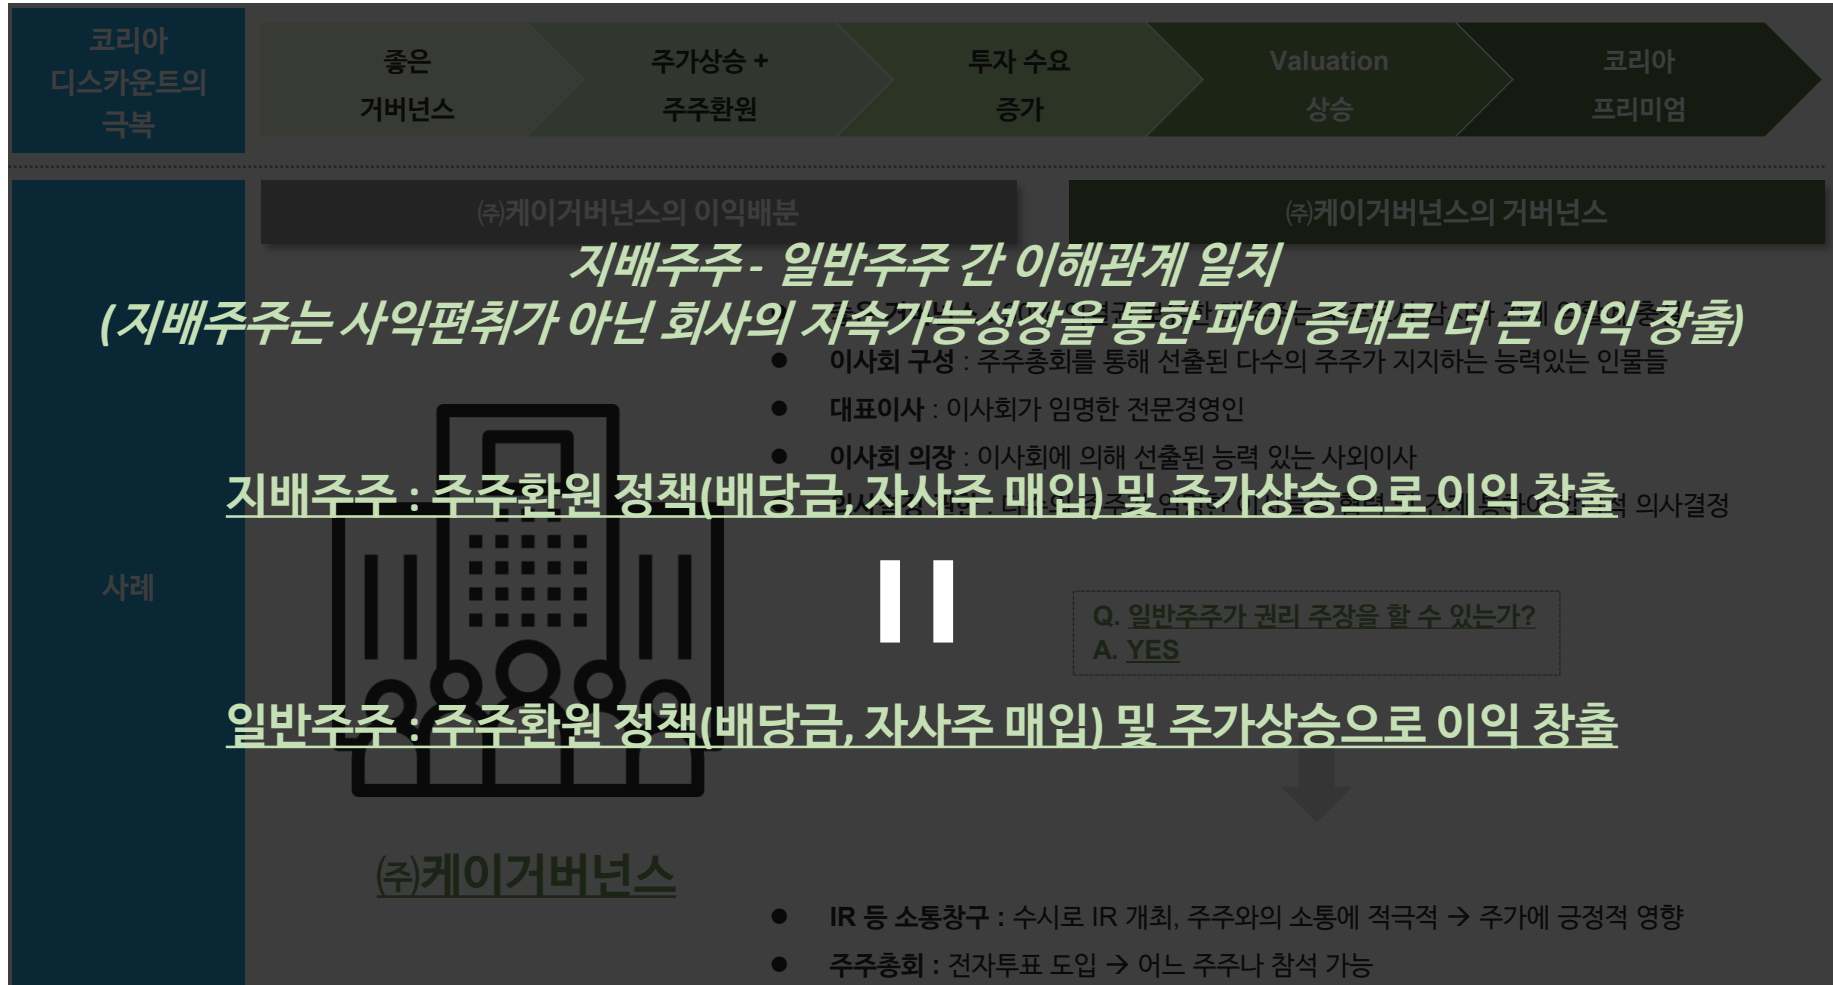 코리아
디스카운트의
극복
좋은
거버넌스
주가상승 +
주주환원
투자 수요
증가
Valuation
상승
코리아
프리미엄
사례
㈜케이거버넌스의 이익배분
㈜케이거버넌스의 거버넌스
지배주주 - 일반주주 간 이해관계 일치
(지배주주는 사익편취가 아닌 회사의 지속가능성장을 통한 파이 증대로 더 큰 이익 창출)
● 이사회 구성 : 주주총회를 통해 선출된 다수의 주주가 지지하는 능력있는 인물들
● 대표이사 : 이사회가 임명한 전문경영인
● 이사회 의장 : 이사회에 의해 선출된 능력 있는 사외이사
지배주주 : 주주환원 정책(배당금, 자사주 매입) 및 주가상승으로 이익 창출
의사결정
Q. 일반주주가 권리 주장을 할 수 있는가?
A. YES
일반주주 : 주주환원 정책(배당금, 자사주 매입) 및 주가상승으로 이익 창출
㈜케이거버넌스
● IR 등 소통창구 : 수시로 IR 개최, 주주와의 소통에 적극적 → 주가에 긍정적 영향
● 주주총회 : 전자투표 도입 → 어느 주주나 참석 가능